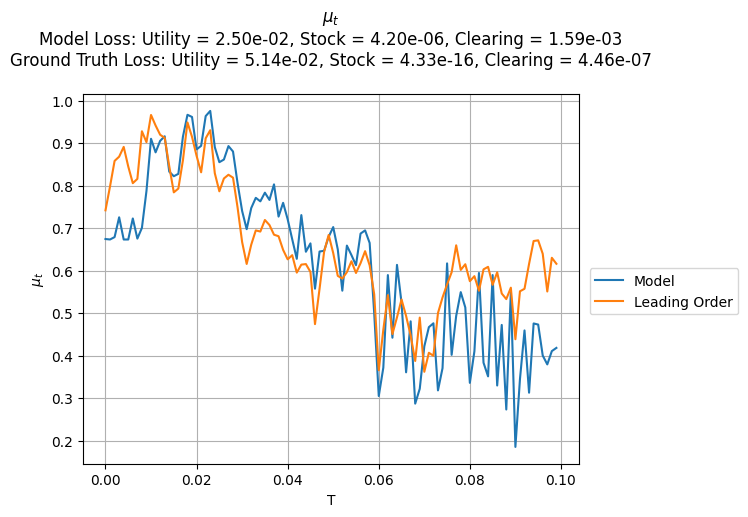 μ_t
Model Loss: Utility = 2.50e-02, Stock = 4.20e-06, Clearing = 1.59e-03
Ground Truth Loss: Utility = 5.14e-02, Stock = 4.33e-16, Clearing = 4.46e-07
1.0
0.9
0.8
0.7
0.6
0.5
0.4
0.3
0.2
μ_t
0.00
0.02
0.04
0.06
0.08
0.10
T
Model
Leading Order